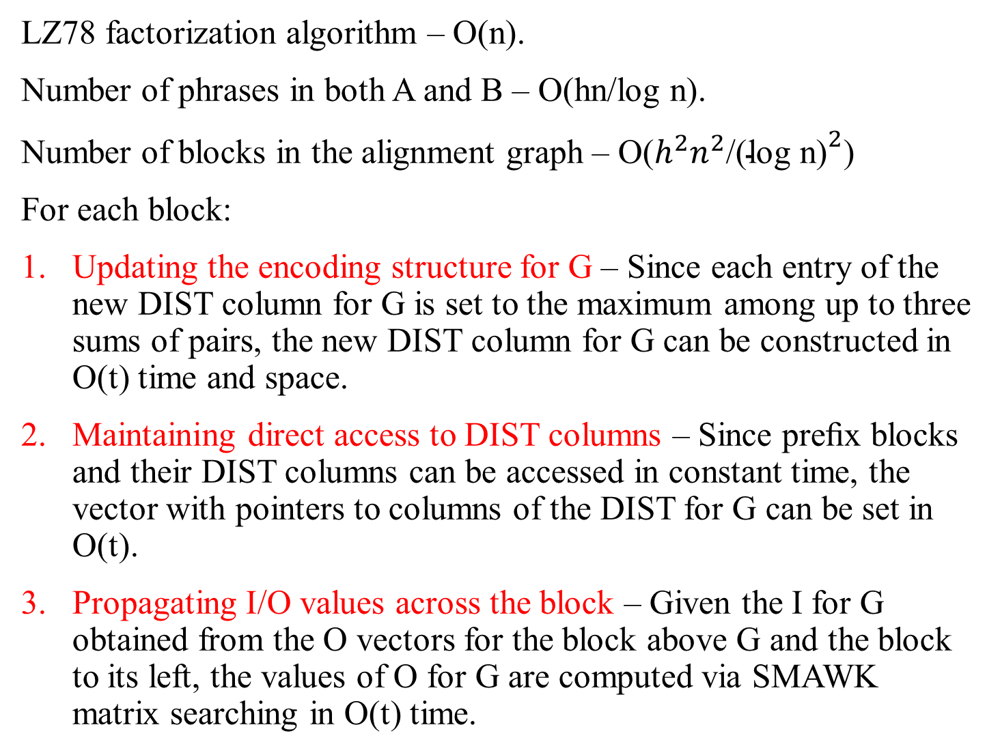 LZ78 factorization algorithm – O(n).
Number of phrases in both A and B – O(hn/log n).
Number of blocks in the alignment graph – O(ℎ²𝑛²/(log n)²)
For each block:
1. Updating the encoding structure for G – Since each entry of the
new DIST column for G is set to the maximum among up to three
sums of pairs, the new DIST column for G can be constructed in
O(t) time and space.
2. Maintaining direct access to DIST columns – Since prefix blocks
and their DIST columns can be accessed in constant time, the
vector with pointers to columns of the DIST for G can be set in
O(t).
3. Propagating I/O values across the block – Given the I for G
obtained from the O vectors for the block above G and the block
to its left, the values of O for G are computed via SMAWK
matrix searching in O(t) time.